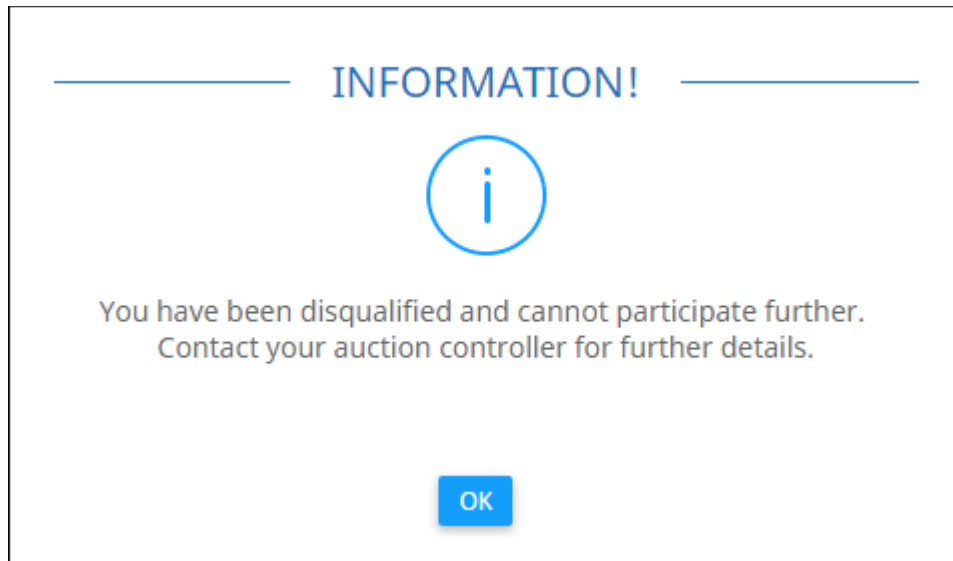 INFORMATION!
i
You have been disqualified and cannot participate further.
Contact your auction controller for further details.
OK